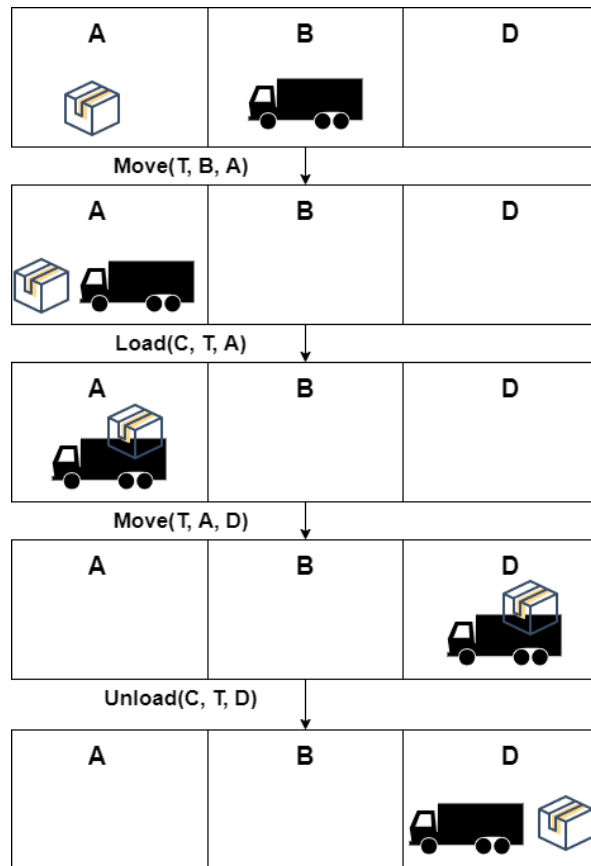 A B D
Move(T, B, A)
A B D
Load(C, T, A)
A B D
Move(T, A, D)
A B D
Unload(C, T, D)
A B D